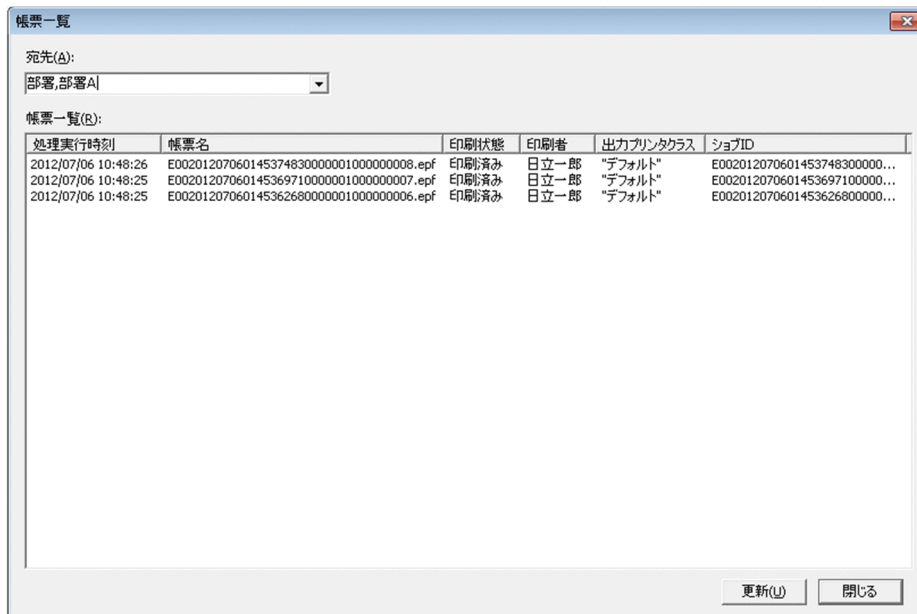 帳票一覧
宛先(A):
部署,部署A
帳票一覧(R):
処理実行時刻 帳票名 印刷状態 印刷者 出力プリンタクラス ジョブID
2012/07/06 10:48:26 E002012070601453748300000001000000008.epf 印刷済み 日立一郎 "デフォルト" E002012070601453748300000...
2012/07/06 10:48:25 E002012070601453697100000001000000007.epf 印刷済み 日立一郎 "デフォルト" E002012070601453697100000...
2012/07/06 10:48:25 E002012070601453626800000001000000006.epf 印刷済み 日立一郎 "デフォルト" E002012070601453626800000...
更新(U) 閉じる